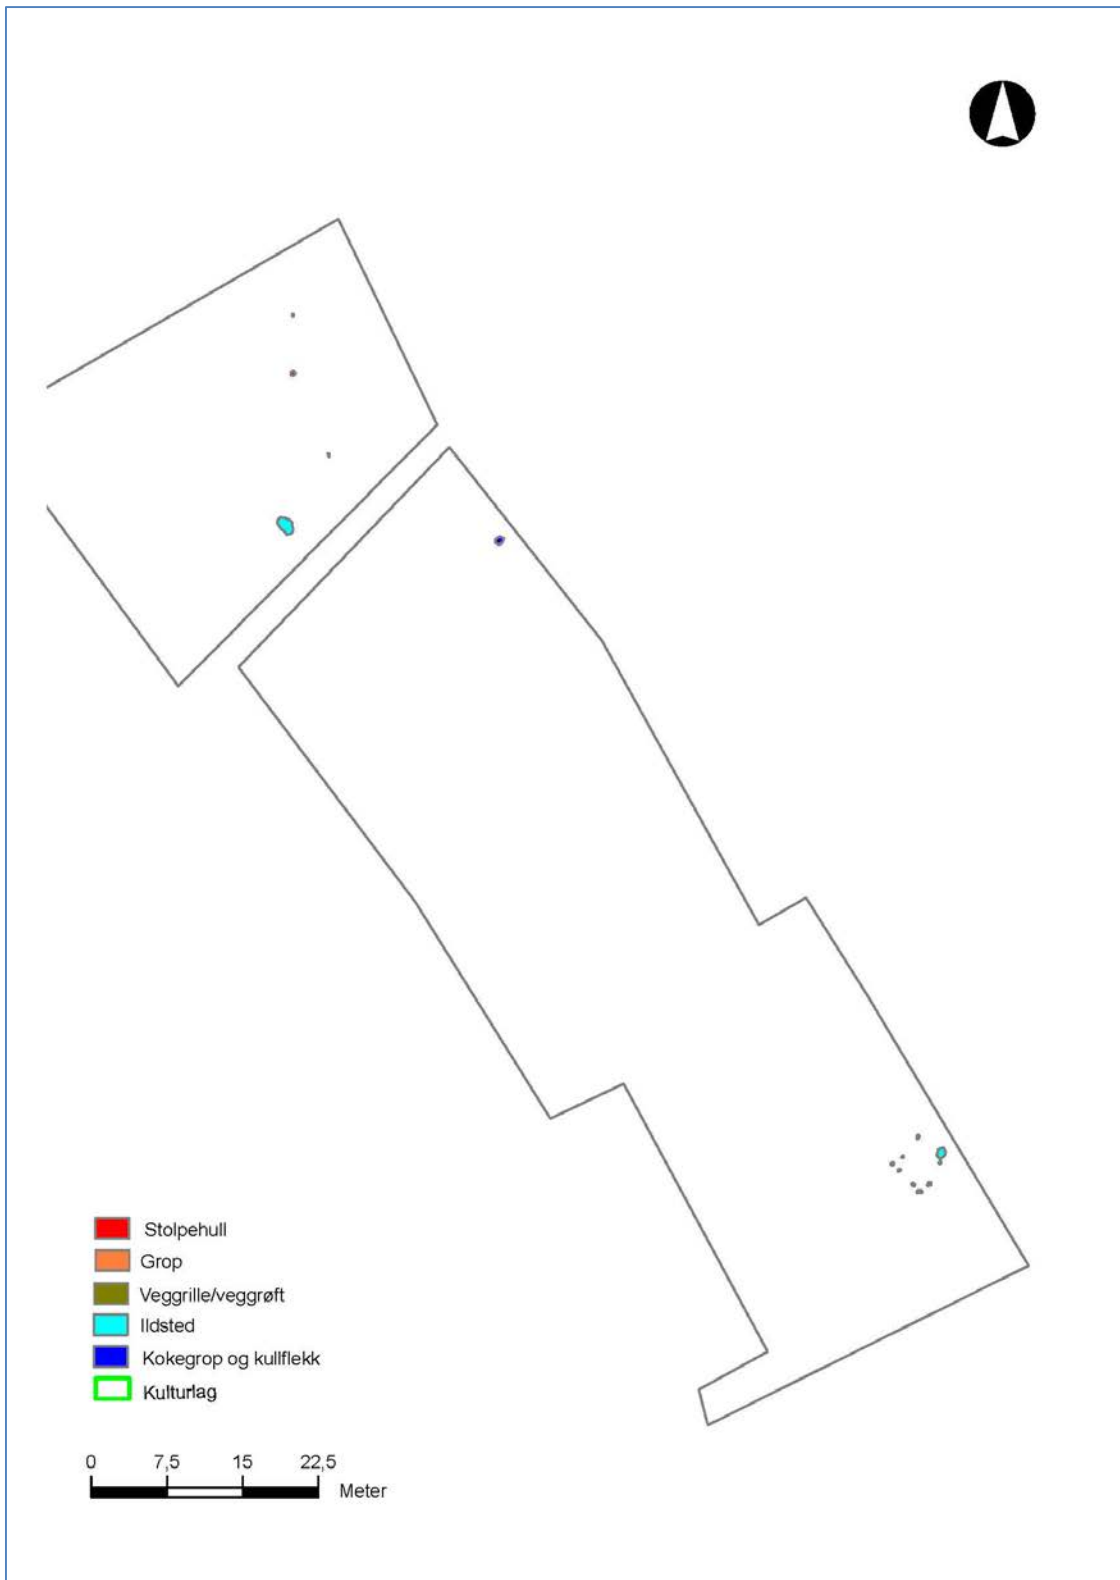 Stolpehull
Grop
Veggrille/veggrøft
Ildsted
Kokegrop og kullflekk
Kulturlag
0 7,5 15 22,5
Meter